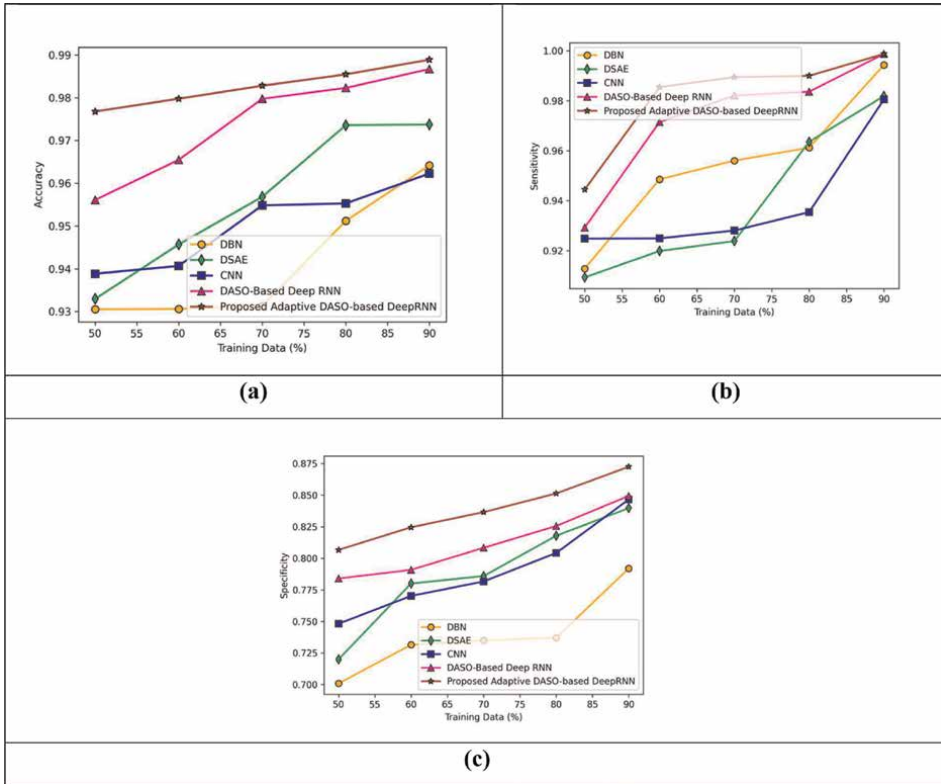 0.99
0.98
0.97
0.96
0.95
0.94
0.93
Accuracy
DBN
DSAE
CNN
DASO-Based Deep RNN
Proposed Adaptive DASO-based DeepRNN
50 55 60 65 70 75 80 85 90
Training Data (%)
(a)
1.00
0.98
0.96
0.94
0.92
Sensitivity
DBN
DSAE
CNN
DASO-Based Deep RNN
Proposed Adaptive DASO-based DeepRNN
50 55 60 65 70 75 80 85 90
Training Data (%)
(b)
0.875
0.850
0.825
0.800
0.775
0.750
0.725
0.700
Specificity
DBN
DSAE
CNN
DASO-Based Deep RNN
Proposed Adaptive DASO-based DeepRNN
50 55 60 65 70 75 80 85 90
Training Data (%)
(c)